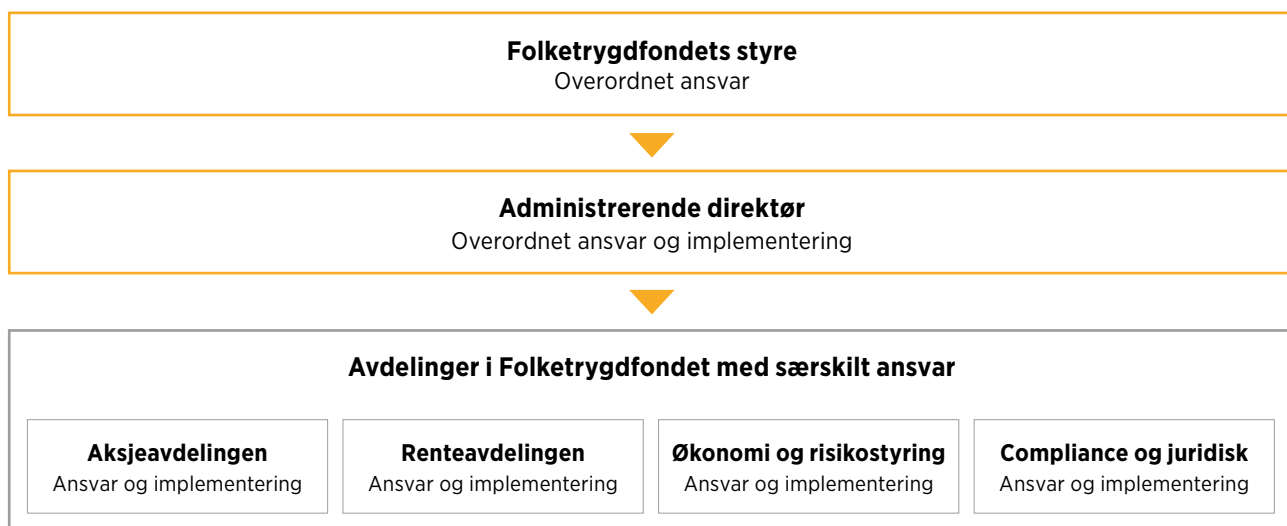 Folketrygdfondets styre
Overordnet ansvar
Administrerende direktør
Overordnet ansvar og implementering
Avdelinger i Folketrygdfondet med særskilt ansvar
Aksjeavdelingen
Ansvar og implementering
Renteavdelingen
Ansvar og implementering
Økonomi og risikostyring
Ansvar og implementering
Compliance og juridisk
Ansvar og implementering